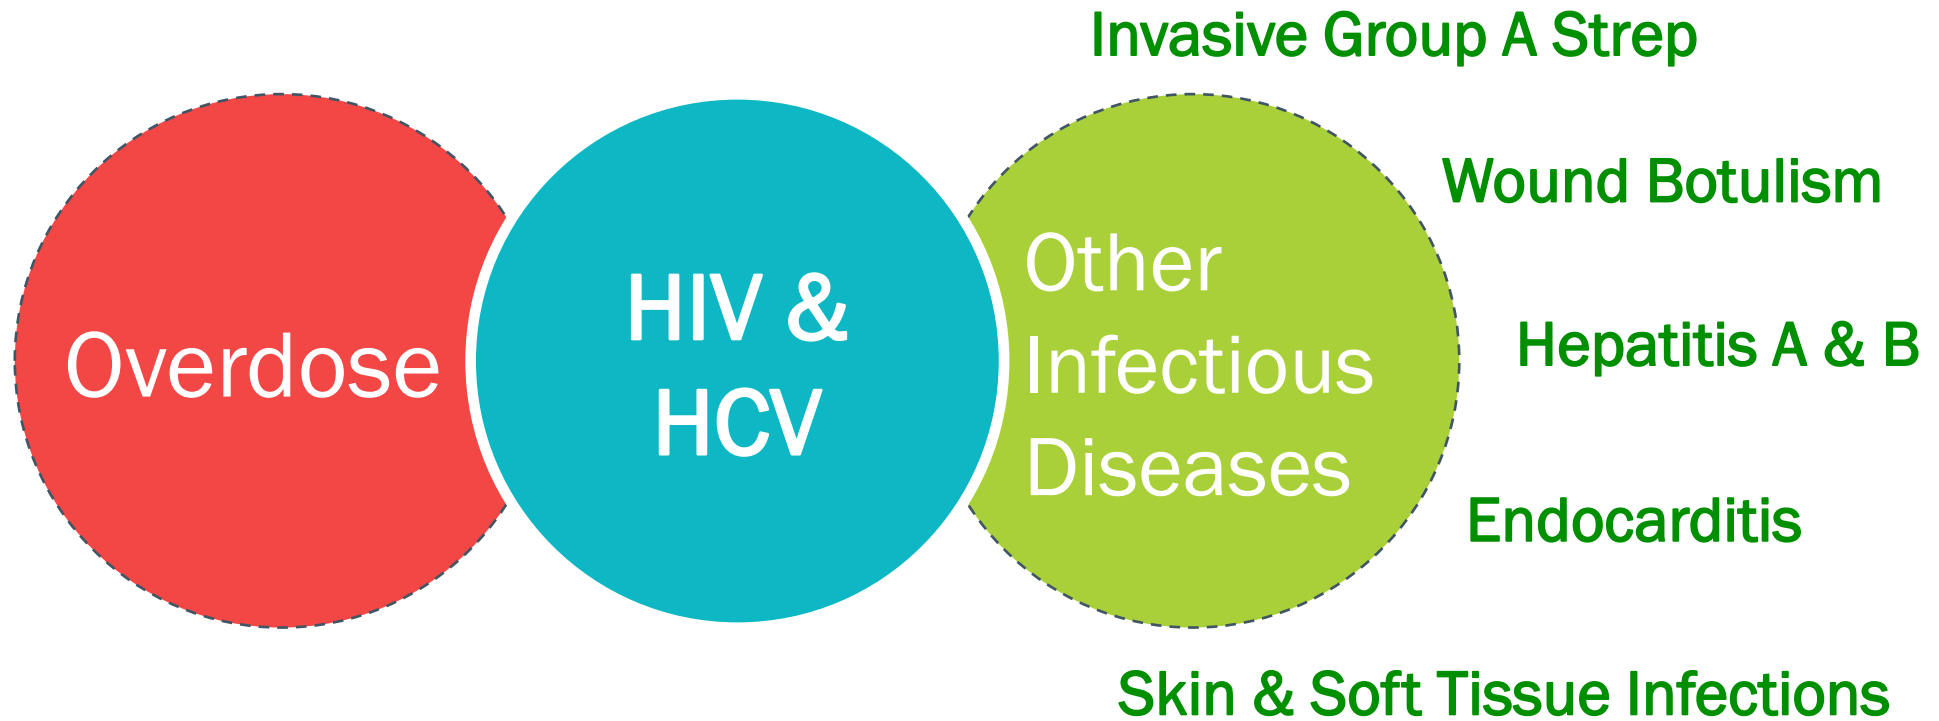 Overdose
HIV &
HCV
Other
Infectious
Diseases
Invasive Group A Strep
Wound Botulism
Hepatitis A & B
Endocarditis
Skin & Soft Tissue Infections